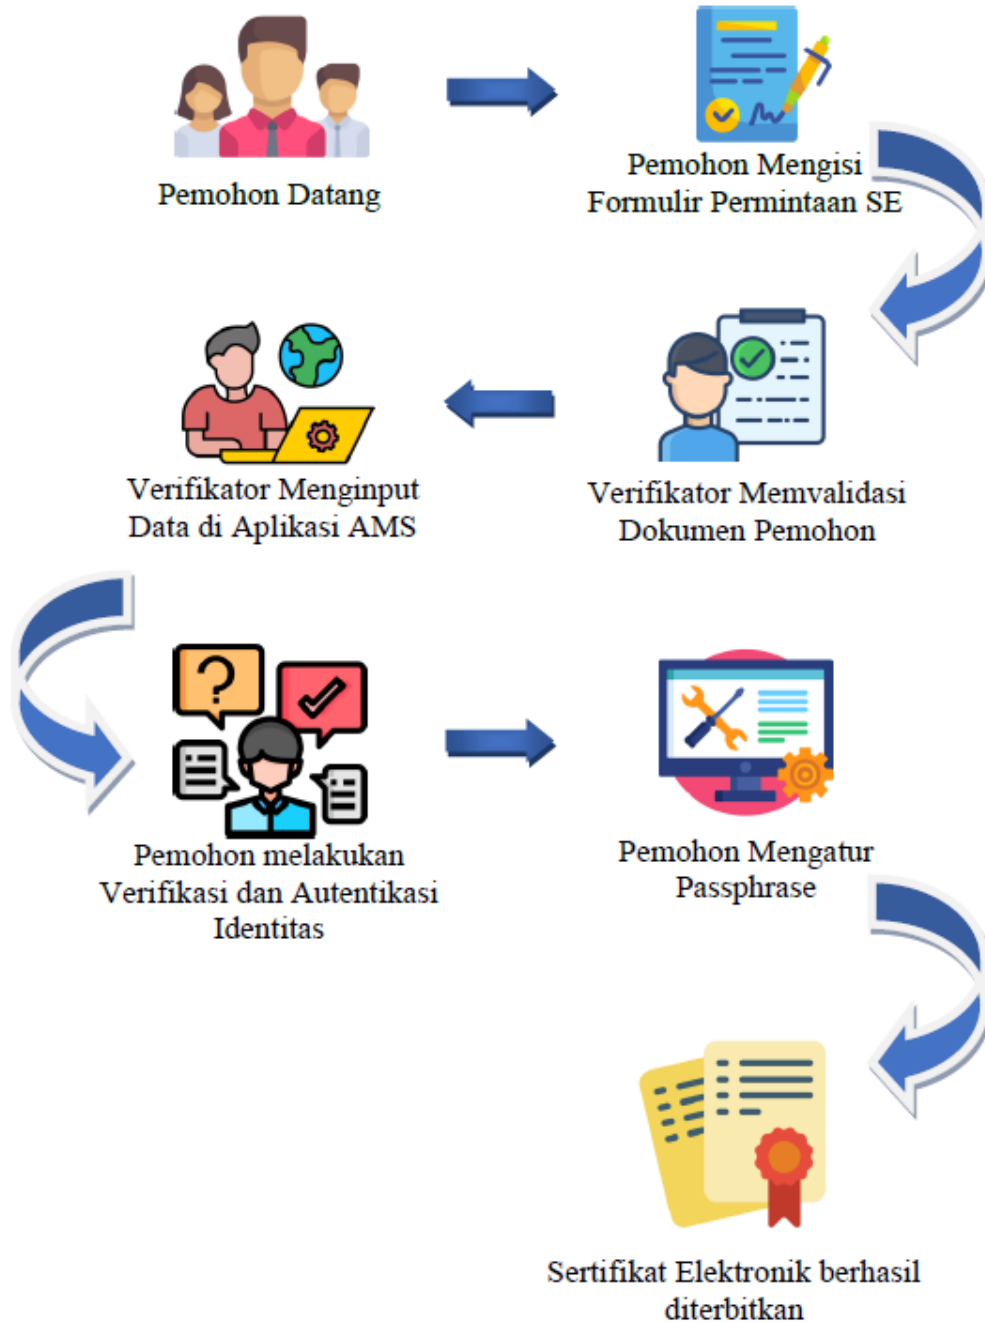 Pemohon Datang
Pemohon Mengisi
Formulir Permintaan SE
Verifikator Memvalidasi
Dokumen Pemohon
Verifikator Menginput
Data di Aplikasi AMS
Pemohon melakukan
Verifikasi dan Autentikasi
Identitas
Pemohon Mengatur
Passphrase
Sertifikat Elektronik berhasil
diterbitkan